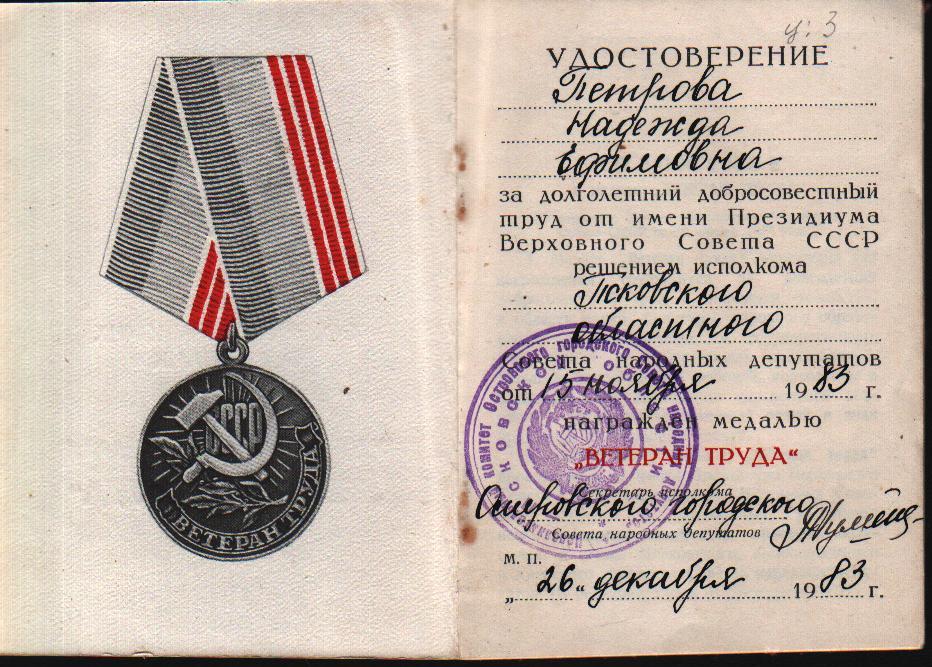 СССР
ВЕТЕРАН ТРУДА
УДОСТОВЕРЕНИЕ
Петрова
Надежда
Ефимовна
за долголетний добросовестный
труд от имени Президиума
Верховного Совета СССР
решением исполкома
Псковского
областного
Совета народных депутатов
от 15 ноября 1983 г.
награжден медалью
„ВЕТЕРАН ТРУДА“
Секретарь исполкома
Островского городского
Совета народных депутатов
М. П.
„26“ декабря 1983 г.